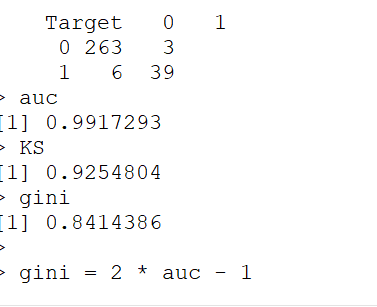 Target 0 1
0 263 3
1 6 39
> auc
[1] 0.9917293
> KS
[1] 0.9254804
> gini
[1] 0.8414386
>
> gini = 2 * auc - 1